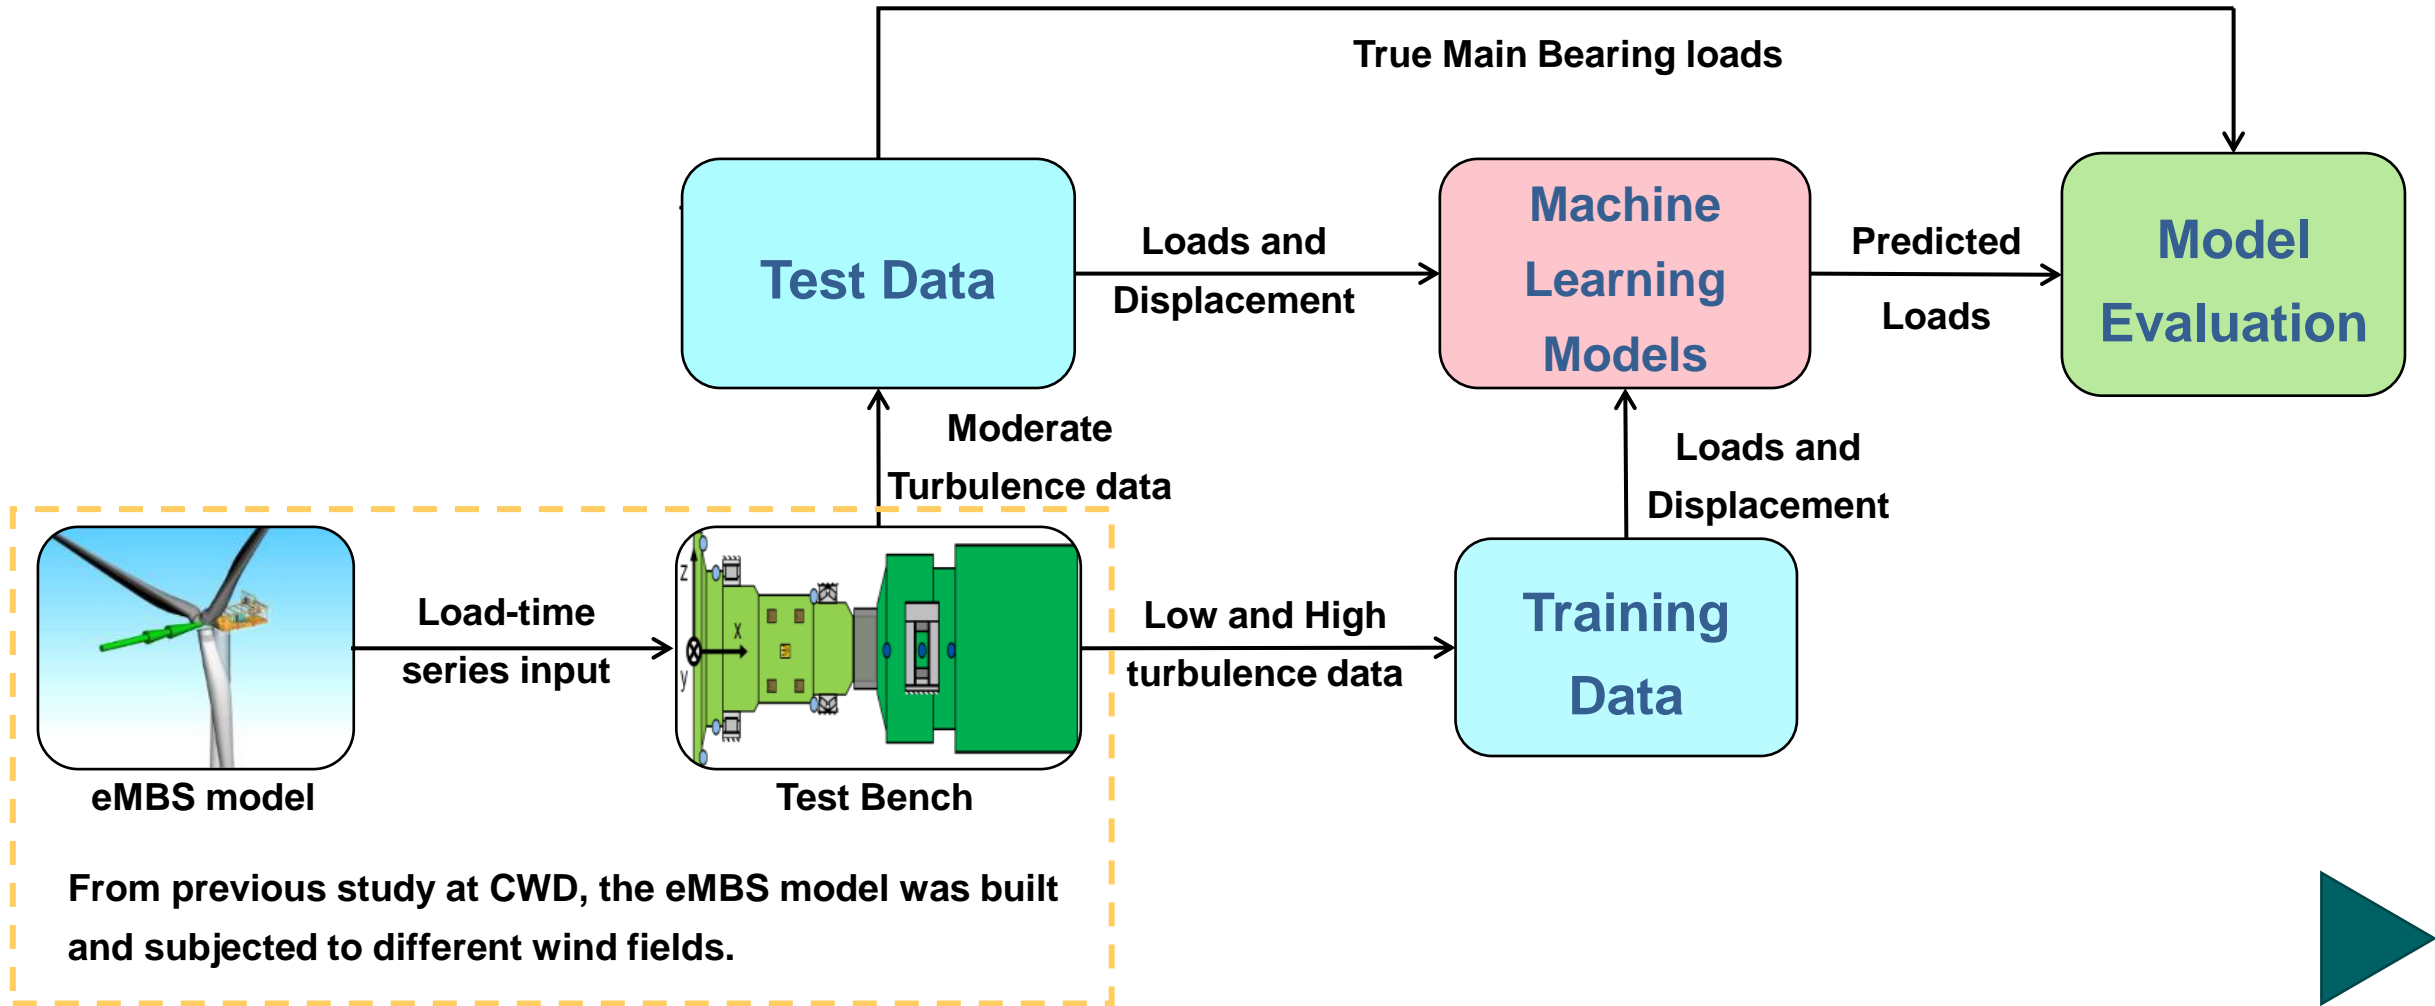 True Main Bearing loads
Test Data
Loads and
Displacement
Machine
Learning
Models
Predicted
Loads
Model
Evaluation
Moderate
Turbulence data
Loads and
Displacement
eMBS model
Load-time
series input
z
x
y
Test Bench
Low and High
turbulence data
Training
Data
From previous study at CWD, the eMBS model was built
and subjected to different wind fields.